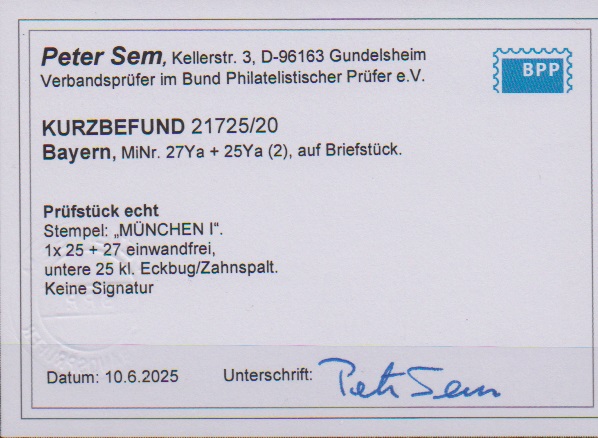 Peter Sem, Kellerstr. 3, D-96163 Gundelsheim
Verbandsprüfer im Bund Philatelistischer Prüfer e.V.
BPP
KURZBEFUND 21725/20
Bayern, MiNr. 27Ya + 25Ya (2), auf Briefstück.
Prüfstück echt
Stempel: „MÜNCHEN I“.
1x 25 + 27 einwandfrei,
untere 25 kl. Eckbug/Zahnspalt.
Keine Signatur
Datum: 10.6.2025 Unterschrift: Peter Sem